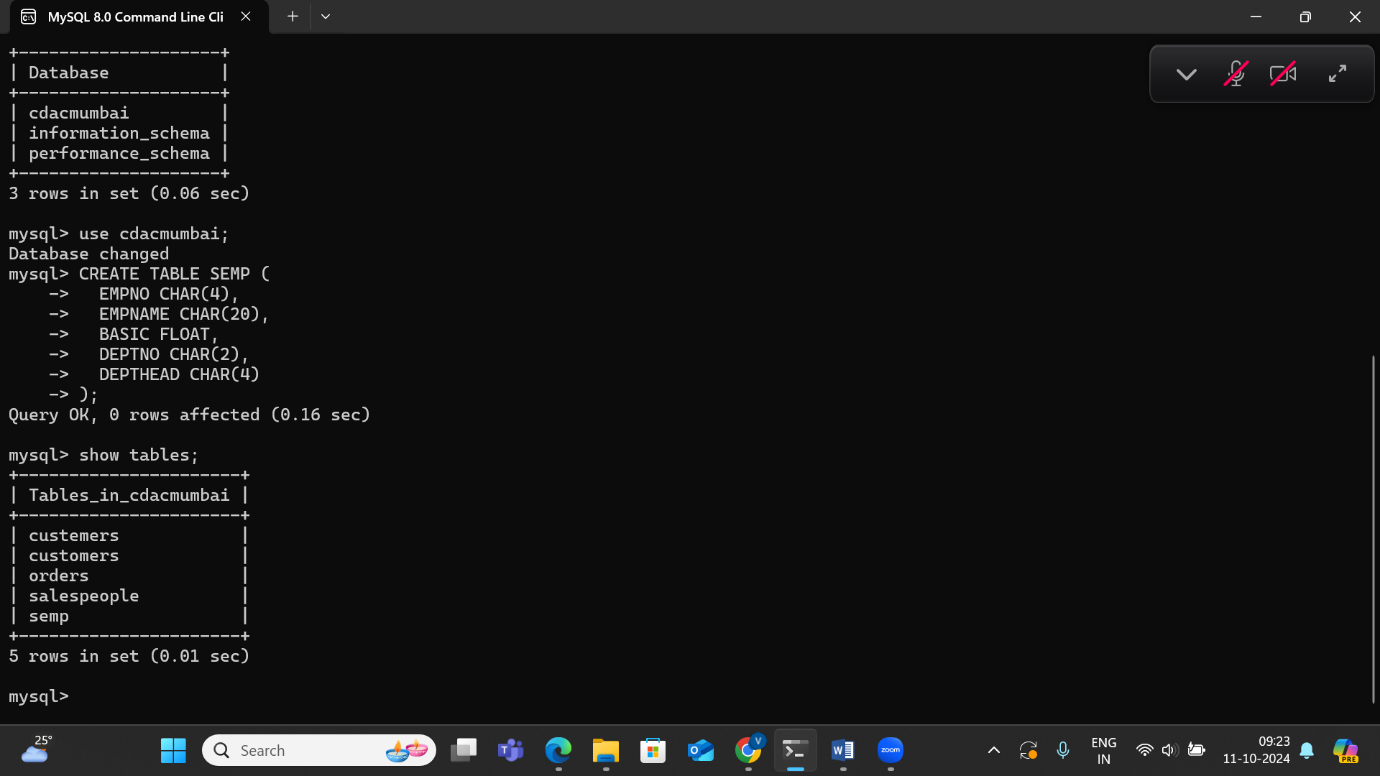 MySQL 8.0 Command Line Cli
+--------------------+
| Database           |
+--------------------+
| cdacmumbai         |
| information_schema |
| performance_schema |
+--------------------+
3 rows in set (0.06 sec)
mysql> use cdacmumbai;
Database changed
mysql> CREATE TABLE SEMP (
    ->   EMPNO CHAR(4),
    ->   EMPNAME CHAR(20),
    ->   BASIC FLOAT,
    ->   DEPTNO CHAR(2),
    ->   DEPTHEAD CHAR(4)
    -> );
Query OK, 0 rows affected (0.16 sec)
mysql> show tables;
+----------------------+
| Tables_in_cdacmumbai |
+----------------------+
| custemers            |
| customers            |
| orders               |
| salespeople          |
| semp                 |
+----------------------+
5 rows in set (0.01 sec)
mysql>
25°
Search
V
zoom
ENG
IN
09:23
11-10-2024
PRE